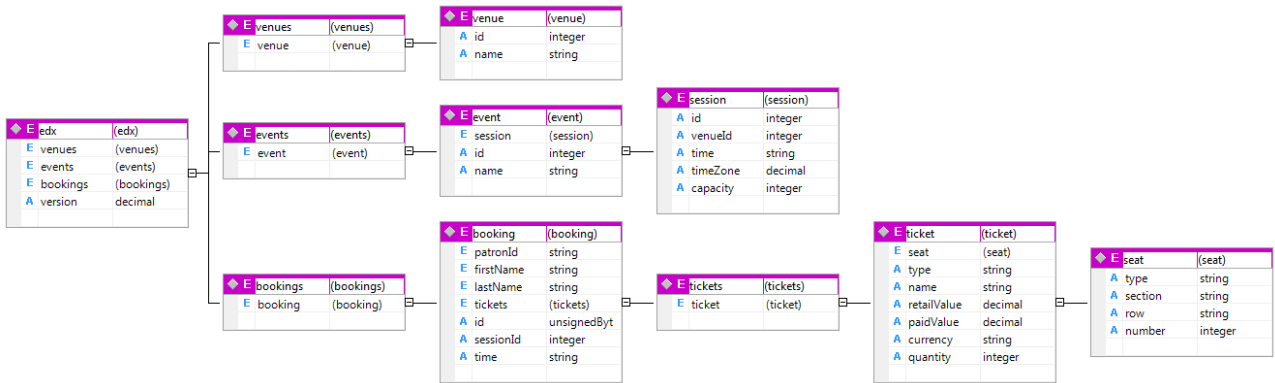 E venues (venues)
E venue (venue)
E venue (venue)
A id integer
A name string
E session (session)
A id integer
A venueId integer
A time string
A timeZone decimal
A capacity integer
E edx (edx)
E venues (venues)
E events (events)
E bookings (bookings)
A version decimal
E events (events)
E event (event)
E event (event)
E session (session)
A id integer
A name string
E bookings (bookings)
E booking (booking)
E booking (booking)
E patronId string
E firstName string
E lastName string
E tickets (tickets)
A id unsignedByt
A sessionId integer
A time string
E tickets (tickets)
E ticket (ticket)
E ticket (ticket)
E seat (seat)
A type string
A name string
A retailValue decimal
A paidValue decimal
A currency string
A quantity integer
E seat (seat)
A type string
A section string
A row string
A number integer